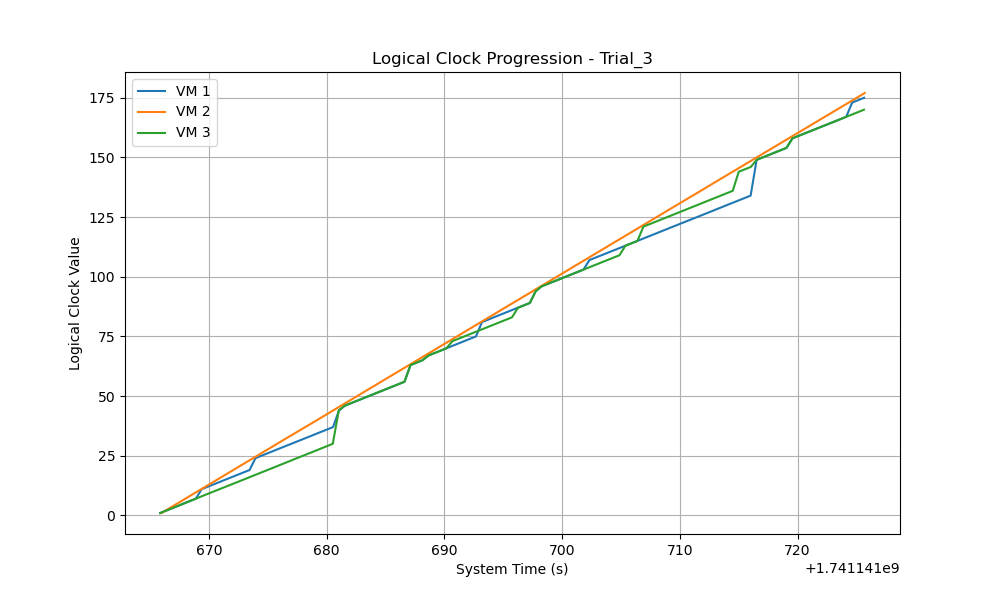 Logical Clock Progression - Trial_3
VM 1
VM 2
VM 3
Logical Clock Value
175
150
125
100
75
50
25
0
670 680 690 700 710 720
System Time (s)
+1.741141e9